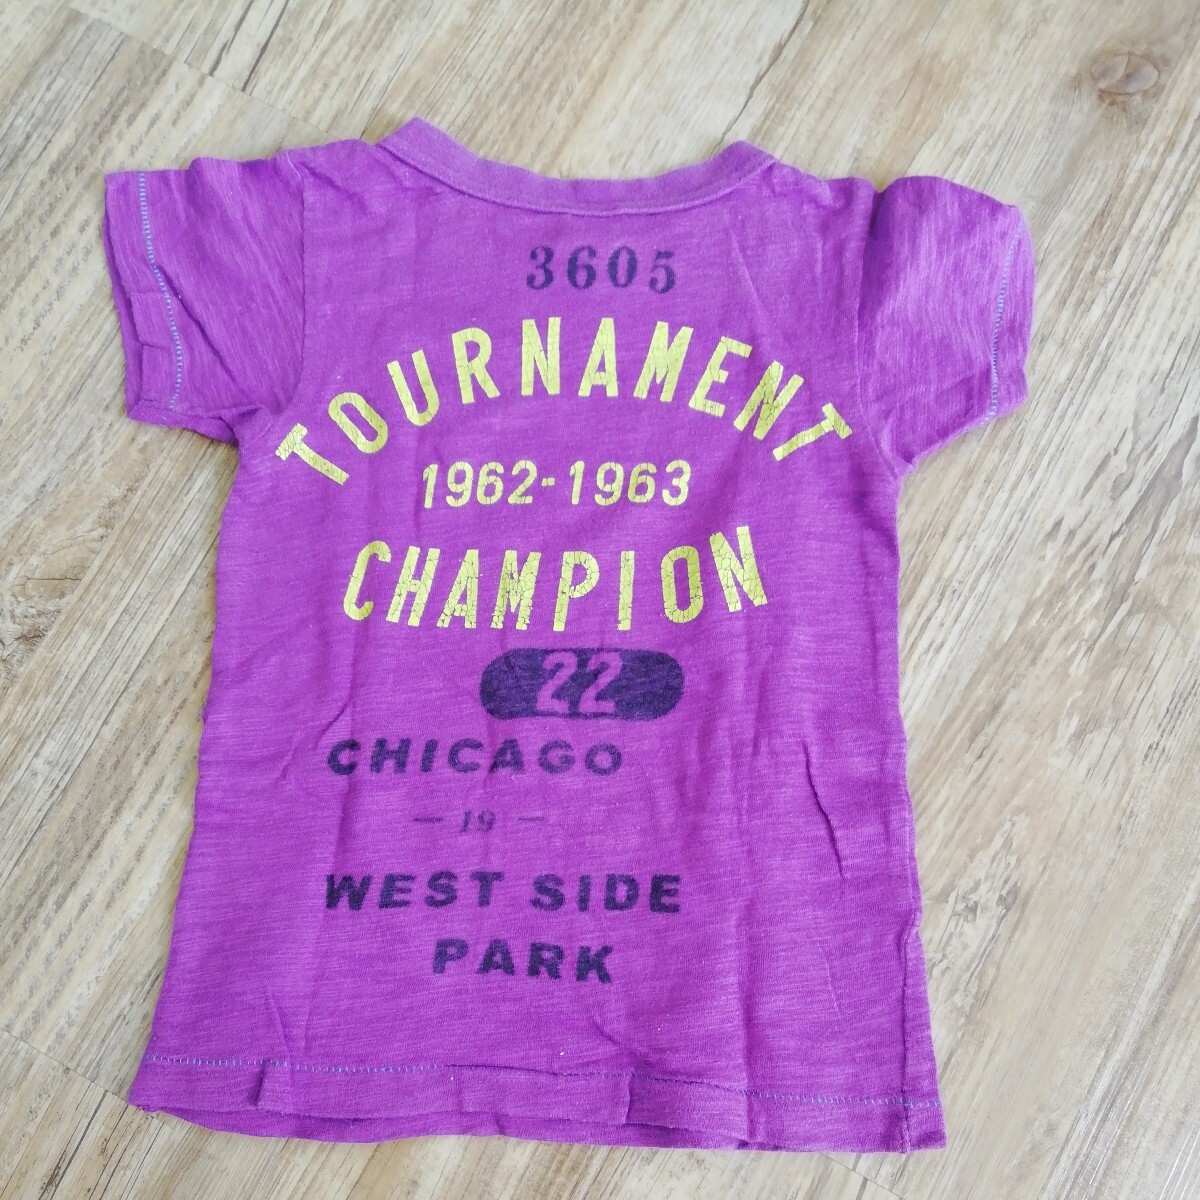 3605
TOURNAMENT
1962-1963
CHAMPION
22
CHICAGO
— 19 —
WEST SIDE
PARK